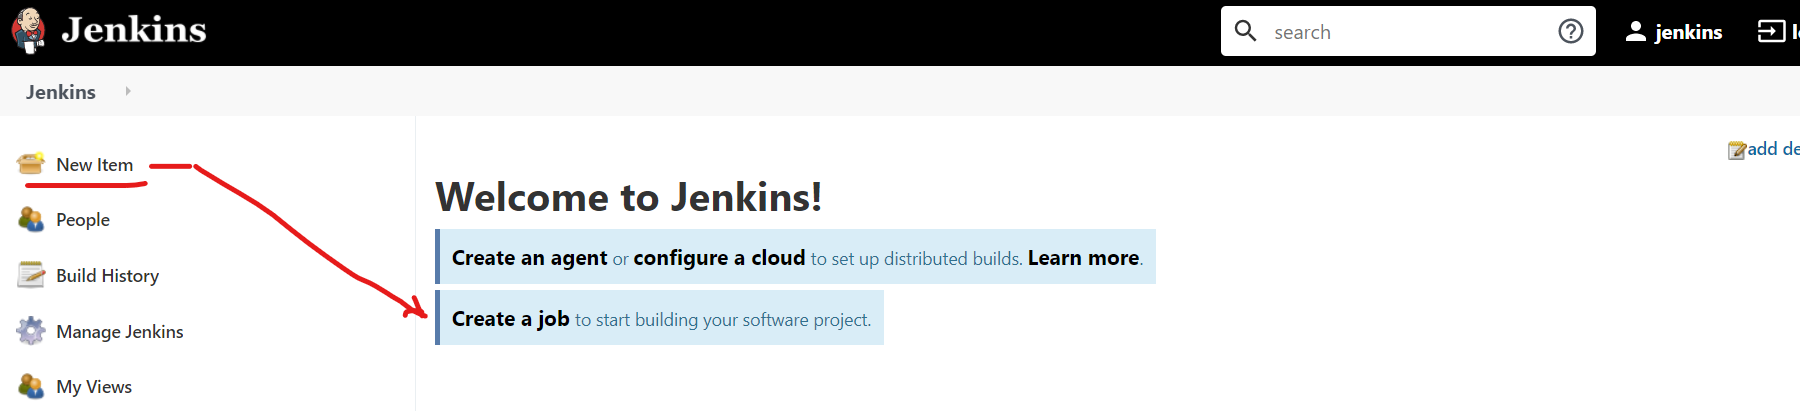 Jenkins
search
jenkins
Jenkins
New Item
People
Build History
Manage Jenkins
My Views
add de
Welcome to Jenkins!
Create an agent or configure a cloud to set up distributed builds. Learn more.
Create a job to start building your software project.